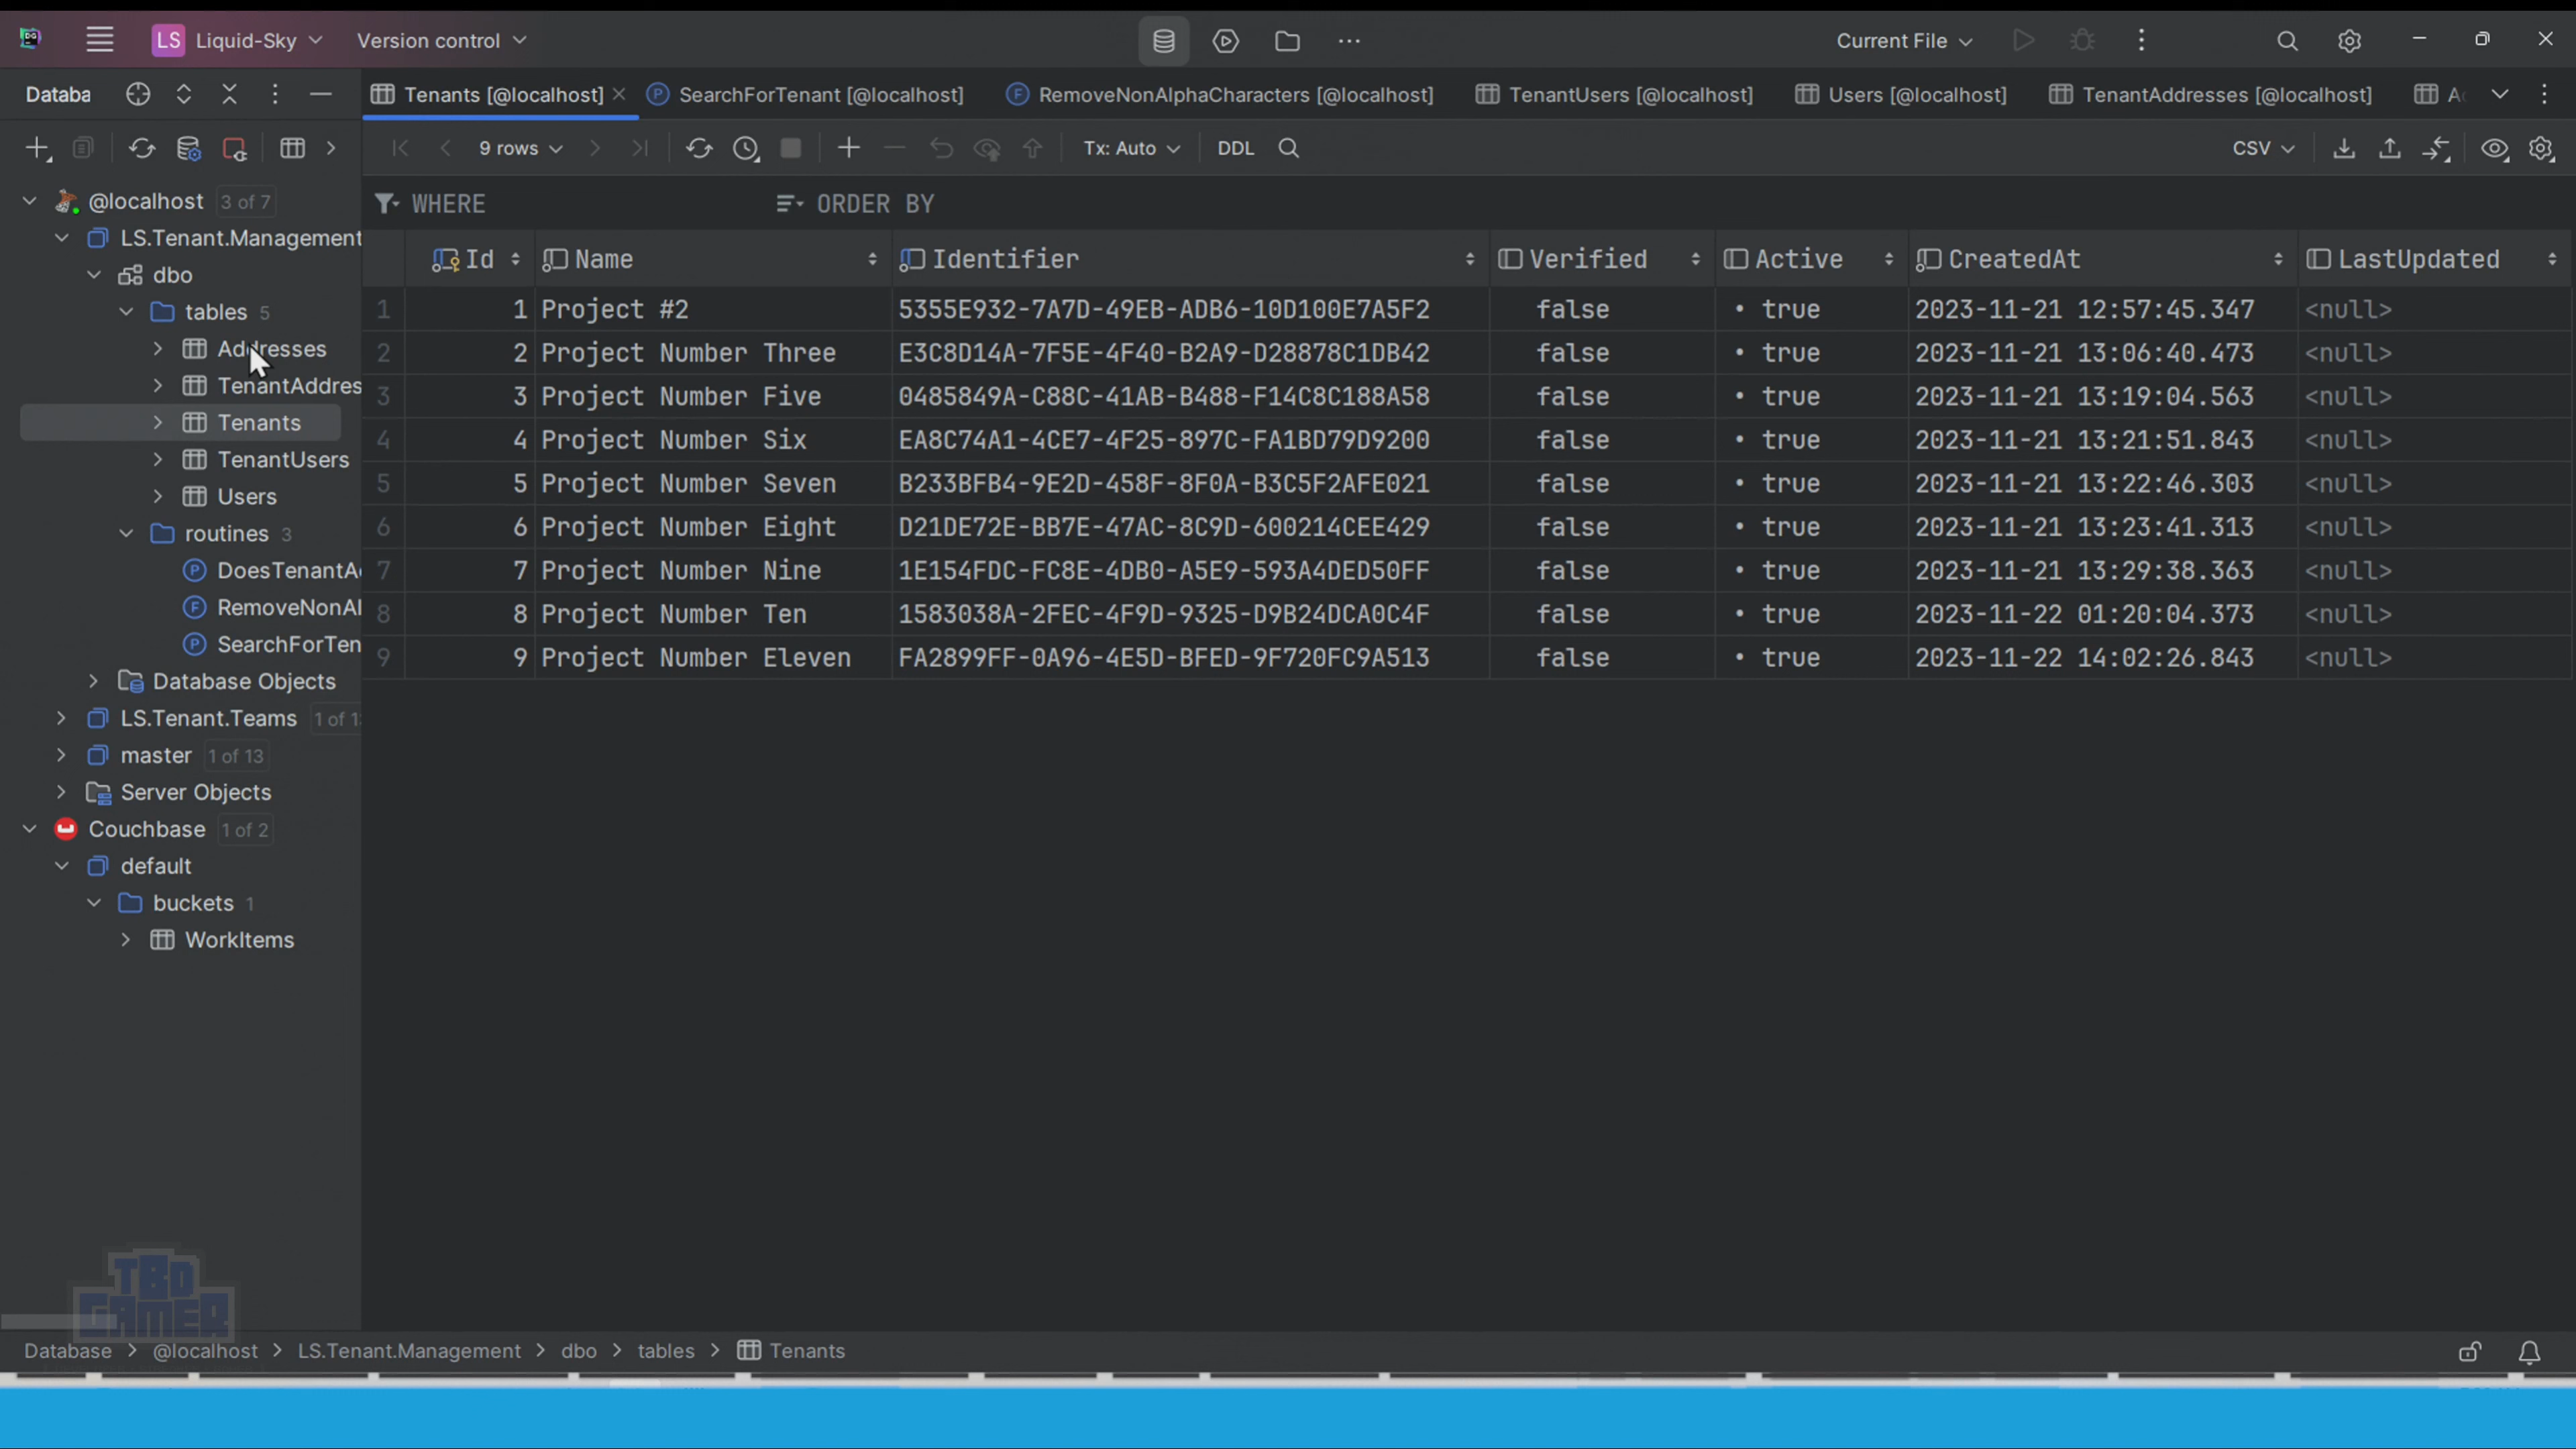 LS Liquid-Sky Version control Current File
Databa
Tenants [@localhost] SearchForTenant [@localhost] RemoveNonAlphaCharacters [@localhost] TenantUsers [@localhost] Users [@localhost] TenantAddresses [@localhost]
9 rows Tx: Auto DDL CSV
WHERE ORDER BY
@localhost 3 of 7
LS.Tenant.Management
dbo
tables 5
Addresses
TenantAddres
Tenants
TenantUsers
Users
routines 3
DoesTenantA
RemoveNonAl
SearchForTen
Database Objects
LS.Tenant.Teams 1 of 1
master 1 of 13
Server Objects
Couchbase 1 of 2
default
buckets 1
WorkItems
Id Name Identifier Verified Active CreatedAt LastUpdated
1 1 Project #2 5355E932-7A7D-49EB-ADB6-10D100E7A5F2 false • true 2023-11-21 12:57:45.347 <null>
2 2 Project Number Three E3C8D14A-7F5E-4F40-B2A9-D28878C1DB42 false • true 2023-11-21 13:06:40.473 <null>
3 3 Project Number Five 0485849A-C88C-41AB-B488-F14C8C188A58 false • true 2023-11-21 13:19:04.563 <null>
4 4 Project Number Six EA8C74A1-4CE7-4F25-897C-FA1BD79D9200 false • true 2023-11-21 13:21:51.843 <null>
5 5 Project Number Seven B233BFB4-9E2D-458F-8F0A-B3C5F2AFE021 false • true 2023-11-21 13:22:46.303 <null>
6 6 Project Number Eight D21DE72E-BB7E-47AC-8C9D-600214CEE429 false • true 2023-11-21 13:23:41.313 <null>
7 7 Project Number Nine 1E154FDC-FC8E-4DB0-A5E9-593A4DED50FF false • true 2023-11-21 13:29:38.363 <null>
8 8 Project Number Ten 1583038A-2FEC-4F9D-9325-D9B24DCA0C4F false • true 2023-11-22 01:20:04.373 <null>
9 9 Project Number Eleven FA2899FF-0A96-4E5D-BFED-9F720FC9A513 false • true 2023-11-22 14:02:26.843 <null>
TBD
GAMER
Database > @localhost > LS.Tenant.Management > dbo > tables > Tenants